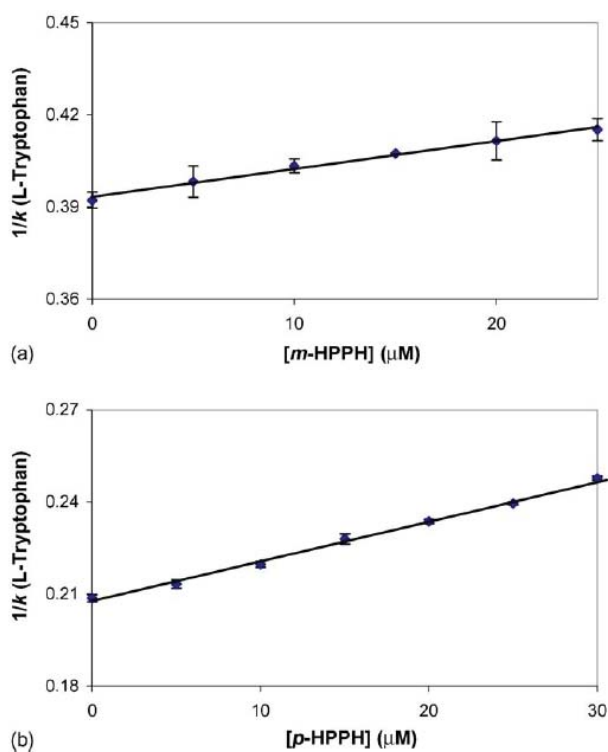 0.45
0.42
0.39
0.36
1/k (L-Tryptophan)
0
10
20
[m-HPPH] (μM)
(a)
0.27
0.24
0.21
0.18
1/k (L-Tryptophan)
0
10
20
30
[p-HPPH] (μM)
(b)